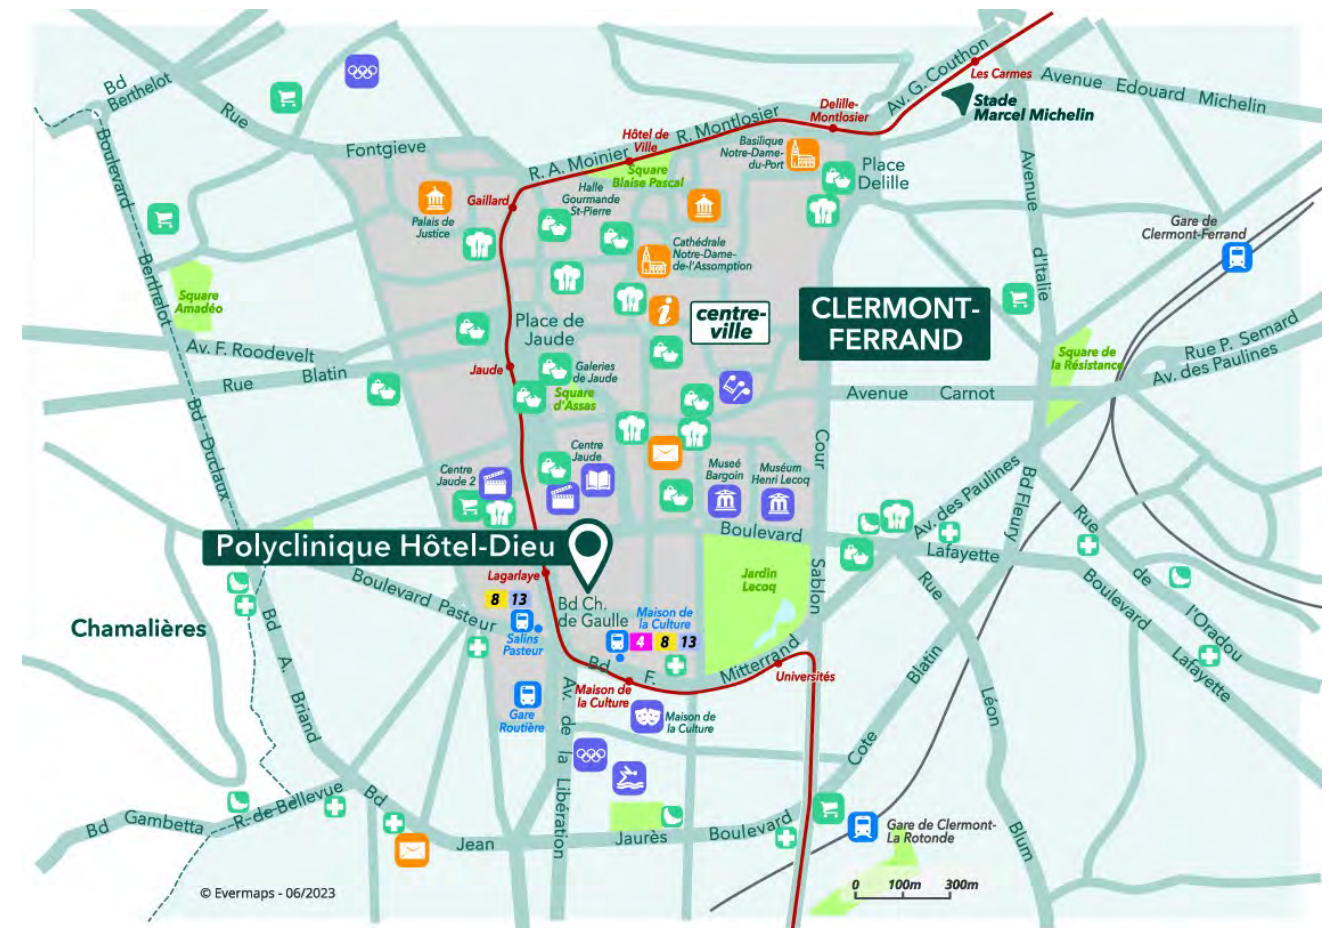 Bd
Berthelot
Rue
Fontgieve
Boulevard
Berthelot
Bd Duclaux
R. A. Moinier
Hôtel de
Ville
R. Montlosier
Delille-
Montlosier
Av. G. Couthon
Les Carmes
Avenue Edouard Michelin
Stade
Marcel Michelin
Basilique
Notre-Dame-
du-Port
Place
Delille
Square
Blaise Pascal
Halle
Gourmande
St-Pierre
Gaillard
Palais de
Justice
Cathédrale
Notre-Dame-
de-l'Assomption
Avenue
d'Italie
Gare de
Clermont-Ferrand
Square
Amadéo
i
centre-
ville
CLERMONT-
FERRAND
Place de
Jaude
Av. F. Roodevelt
Rue Blatin
Jaude
Galeries
de Jaude
Square
d'Assas
Square de
la Résistance
Rue P. Semard
Av. des Paulines
Avenue Carnot
Cour
Sablon
Centre
Jaude
Centre
Jaude 2
Museé
Bargoin
Muséum
Henri Lecoq
Av. des Paulines
Bd Fleury
Boulevard
Lafayette
Rue
de
l'Oradou
Boulevard
Lafayette
Polyclinique Hôtel-Dieu
Lagarlaye
Boulevard Pasteur
8 13
Salins
Pasteur
Bd Ch.
de Gaulle
Maison de
la Culture
4 8 13
Jardin
Lecoq
Chamalières
Bd
A.
Briand
Bd F. Mitterrand
Universités
Maison de
la Culture
Maison de
la Culture
Gare
Routière
Av. de la Libération
Rue
Léon
Blum
Cote
Blatin
Bd Gambetta
R. de Bellevue
Bd
Jean
Jaurès
Boulevard
Gare de Clermont-
La Rotonde
0 100m 300m
© Evermaps - 06/2023